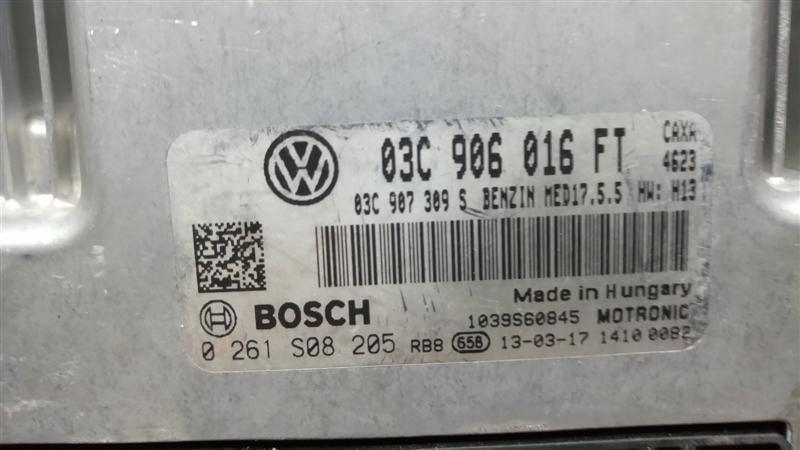 03C 906 016 FT CAXA
4623
03C 907 309 S BENZIN MED17.5.5 HW: H13
Made in Hungary
BOSCH 1039S60845 MOTRONIC
0 261 S08 205 RB8 658 13-03-17 1410 0082